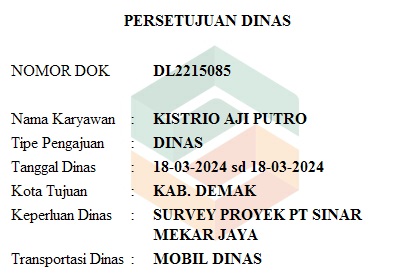 PERSETUJUAN DINAS
NOMOR DOK DL2215085
Nama Karyawan : KISTRIO AJI PUTRO
Tipe Pengajuan : DINAS
Tanggal Dinas : 18-03-2024 sd 18-03-2024
Kota Tujuan : KAB. DEMAK
Keperluan Dinas : SURVEY PROYEK PT SINAR
MEKAR JAYA
Transportasi Dinas : MOBIL DINAS